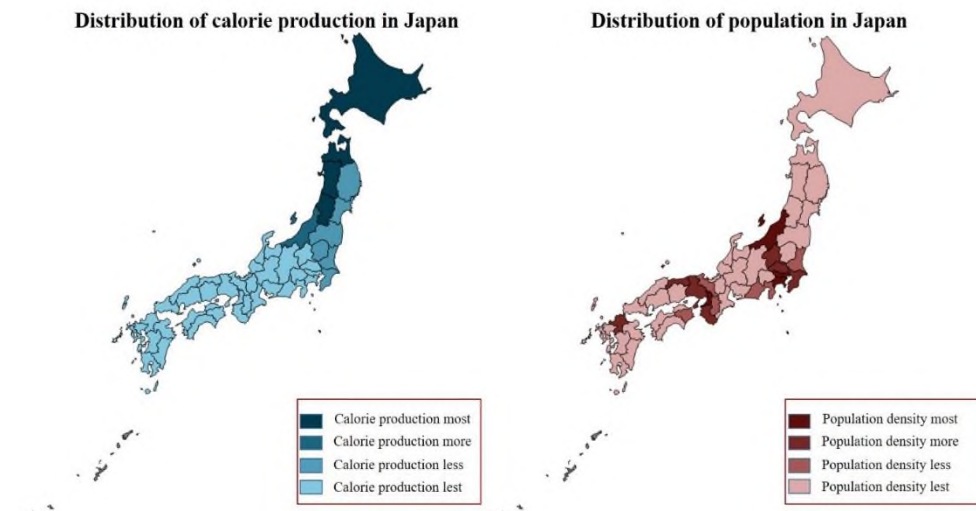 Distribution of calorie production in Japan
Distribution of population in Japan
Calorie production most
Calorie production more
Calorie production less
Calorie production lest
Population density most
Population density more
Population density less
Population density lest